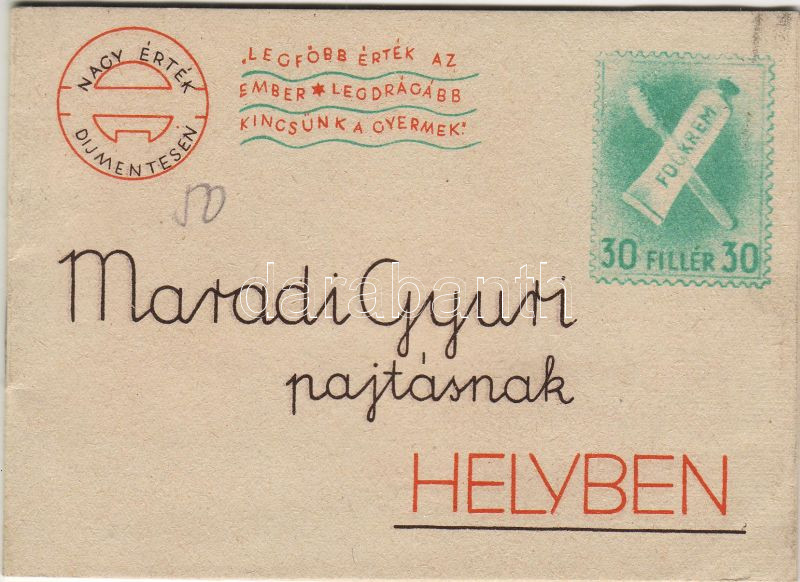 NAGY ÉRTÉK
DIJMENTESEN
"LEGFŐBB ÉRTÉK AZ
EMBER ✶ LEGDRÁGÁBB
KINCSÜNK A GYERMEK."
FOGKRÉM
30 FILLÉR 30
50
Maradi Gyuri
darabanth
pajtásnak
HELYBEN